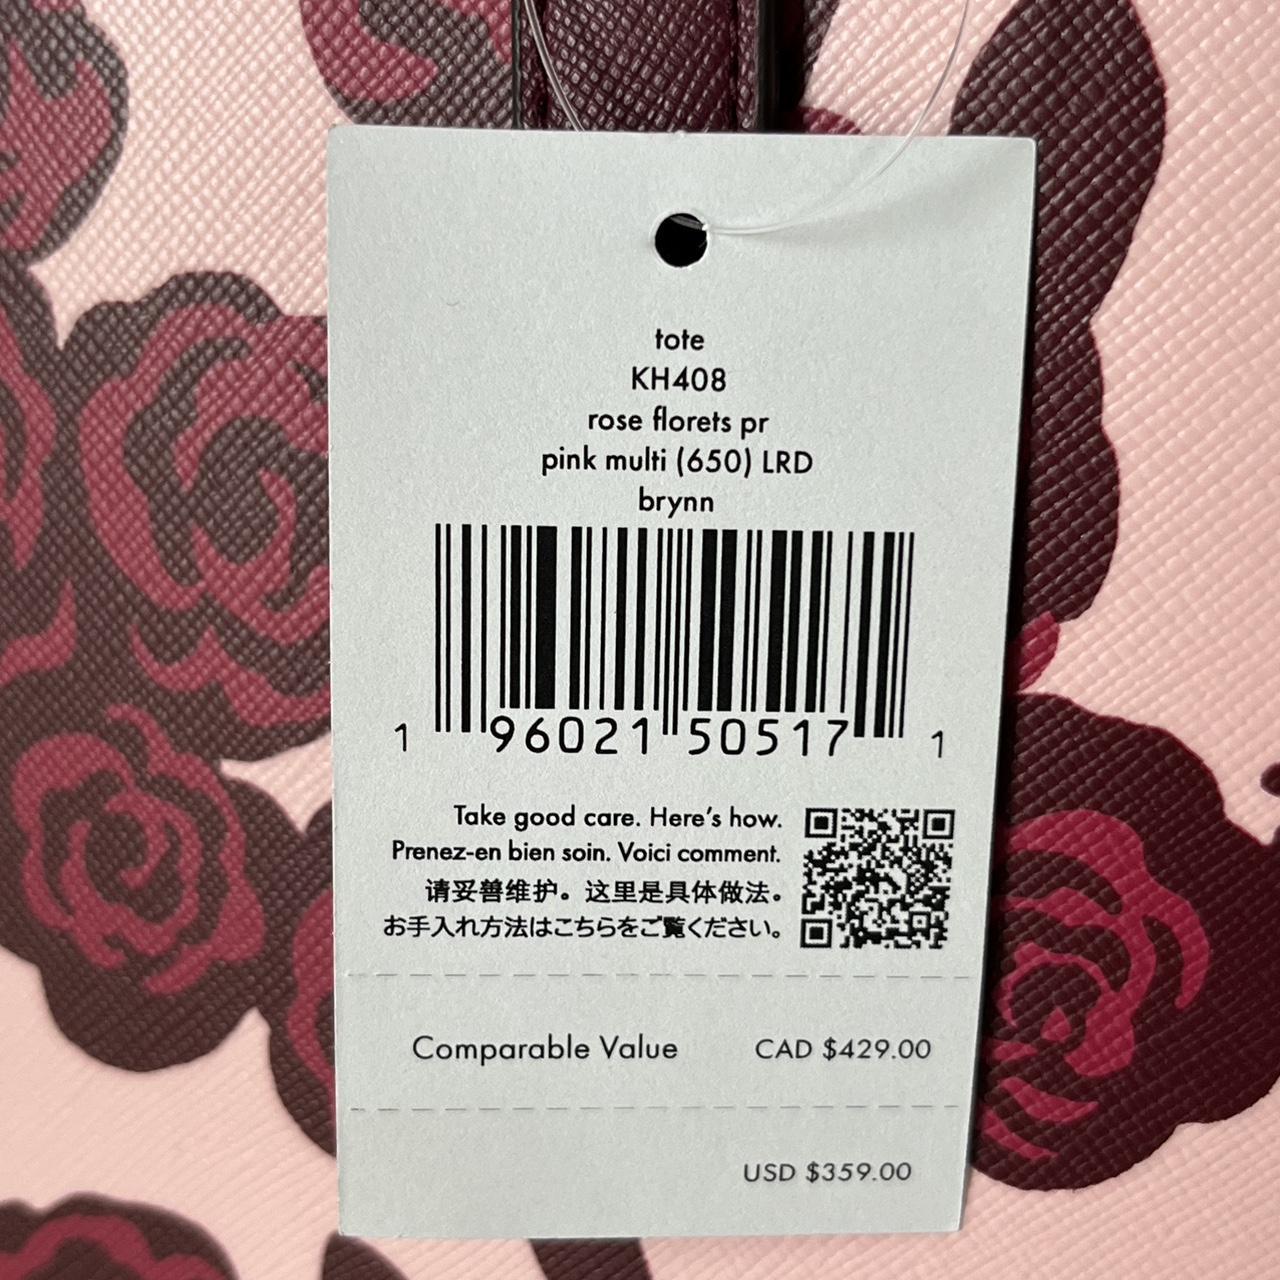 tote
KH408
rose florets pr
pink multi (650) LRD
brynn
1 96021 50517 1
Take good care. Here's how.
Prenez-en bien soin. Voici comment.
请妥善维护。这里是具体做法。
お手入れ方法はこちらをご覧ください。
Comparable Value CAD $429.00
USD $359.00